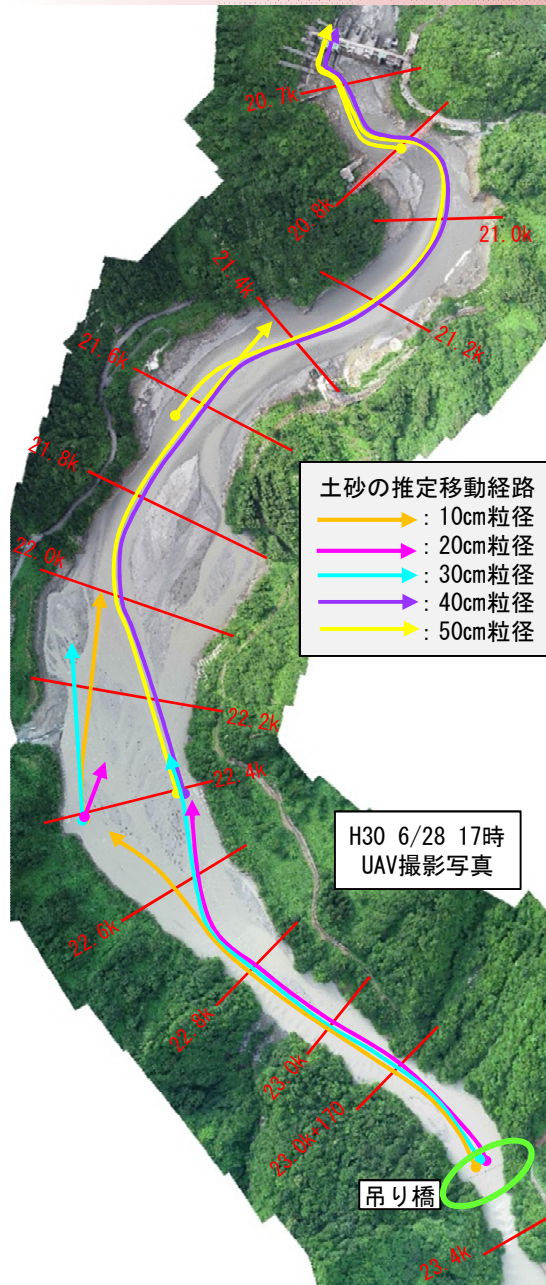 20.7k
20.8k
21.0k
21.2k
21.4k
21.6k
21.8k
22.0k
土砂の推定移動経路
: 10cm粒径
: 20cm粒径
: 30cm粒径
: 40cm粒径
: 50cm粒径
22.2k
22.4k
H30 6/28 17時
UAV撮影写真
22.6k
22.8k
23.0k
23.0k+170
吊り橋
23.4k